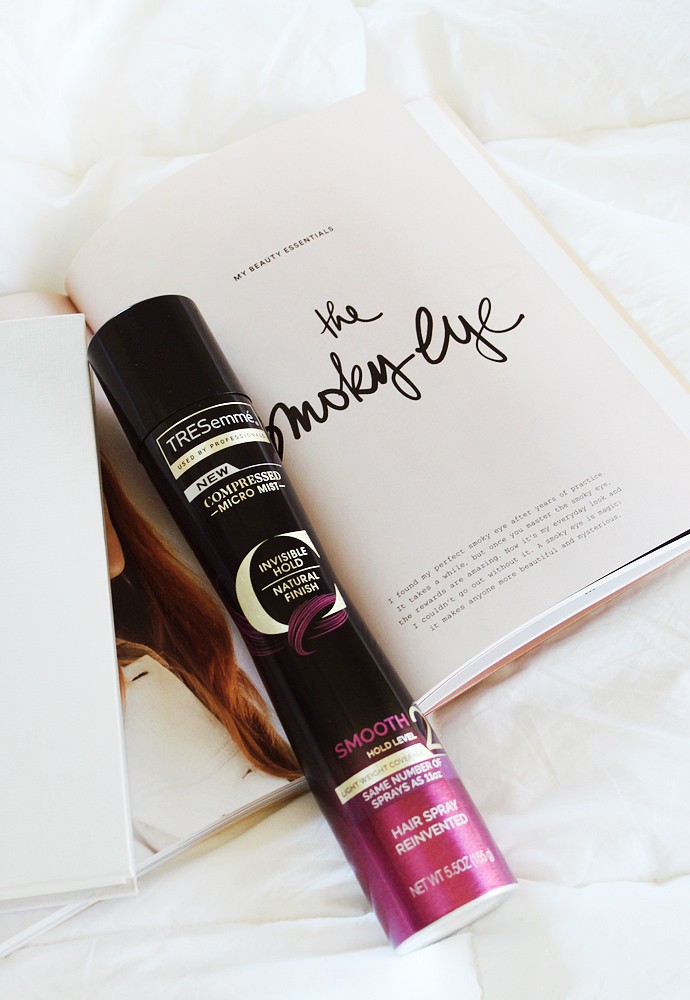 MY BEAUTY ESSENTIALS
the
smoky eye
I found my perfect smoky eye after years of practice.
It takes a while, but once you master the smoky eye,
the rewards are amazing. Now it's my everyday look and
I couldn't go out without it. A smoky eye is magic:
it makes anyone more beautiful and mysterious.
TRESemmé
USED BY PROFESSIONALS
NEW
COMPRESSED
MICRO MIST
INVISIBLE
HOLD
NATURAL
FINISH
SMOOTH
HOLD LEVEL 2
LIGHTWEIGHT COVERAGE
SAME NUMBER OF
SPRAYS AS 11oz
HAIR SPRAY
REINVENTED
NET WT 5.5OZ (155 g)